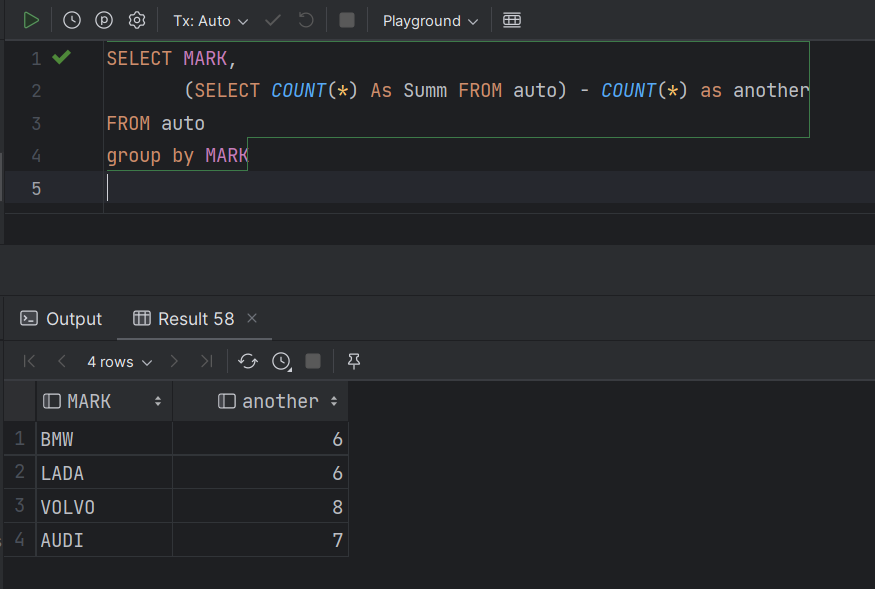 Tx: Auto Playground
1 SELECT MARK,
2 (SELECT COUNT(*) As Summ FROM auto) - COUNT(*) as another
3 FROM auto
4 group by MARK
5
Output Result 58
4 rows
MARK another
1 BMW 6
2 LADA 6
3 VOLVO 8
4 AUDI 7